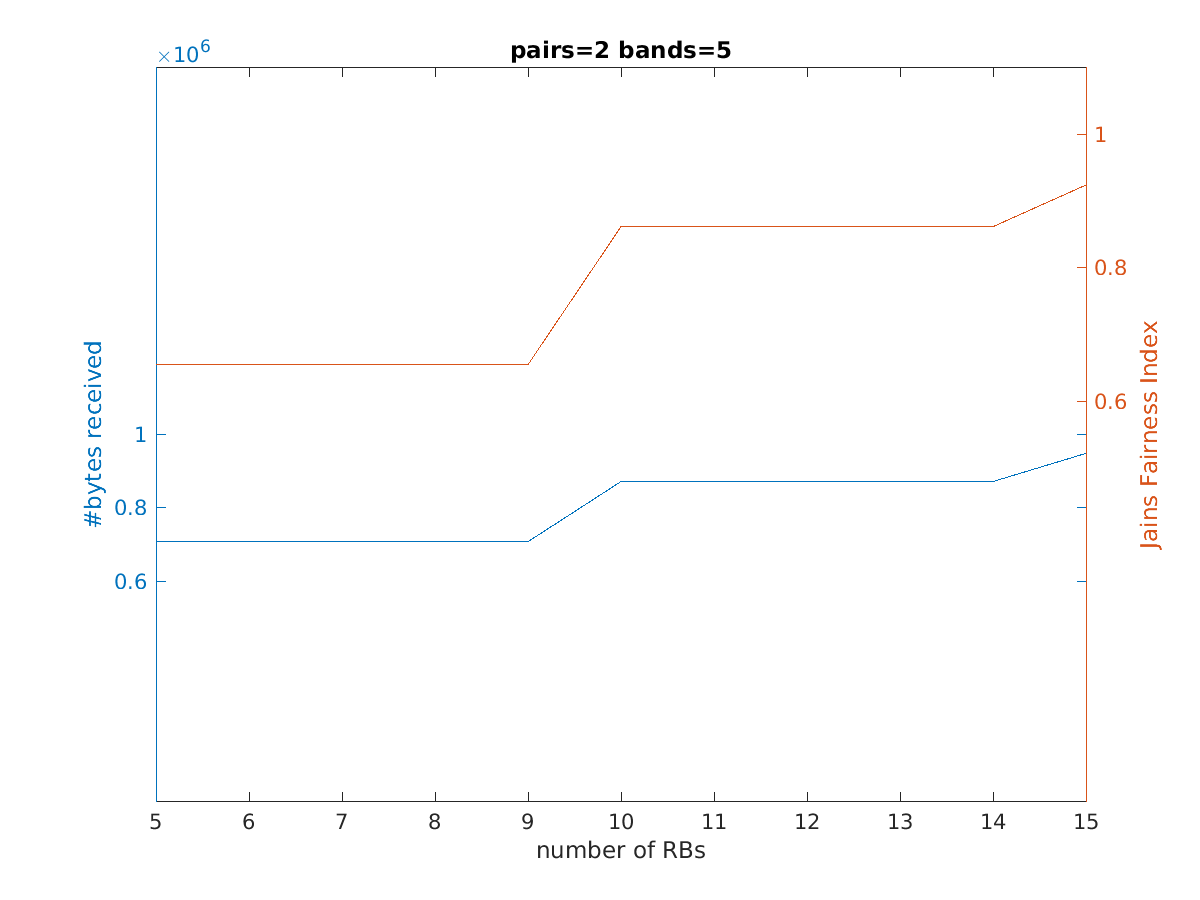 pairs=2 bands=5
×10^6
#bytes received
1
0.8
0.6
1
0.8
0.6
Jains Fairness Index
5 6 7 8 9 10 11 12 13 14 15
number of RBs